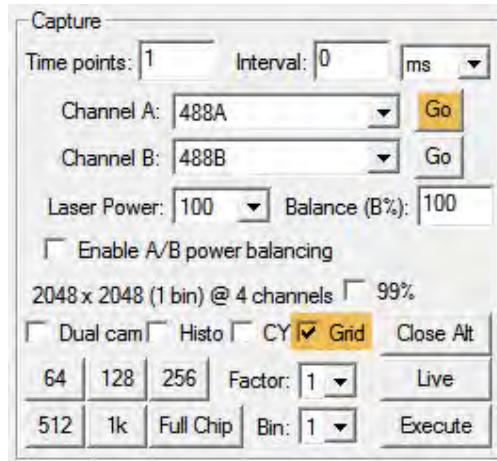 Capture
Time points: 1 Interval: 0 ms
Channel A: 488A Go
Channel B: 488B Go
Laser Power: 100 Balance (B%): 100
Enable A/B power balancing
2048 x 2048 (1 bin) @ 4 channels 99%
Dual cam Histo CY Grid Close Alt
64 128 256 Factor: 1 Live
512 1k Full Chip Bin: 1 Execute